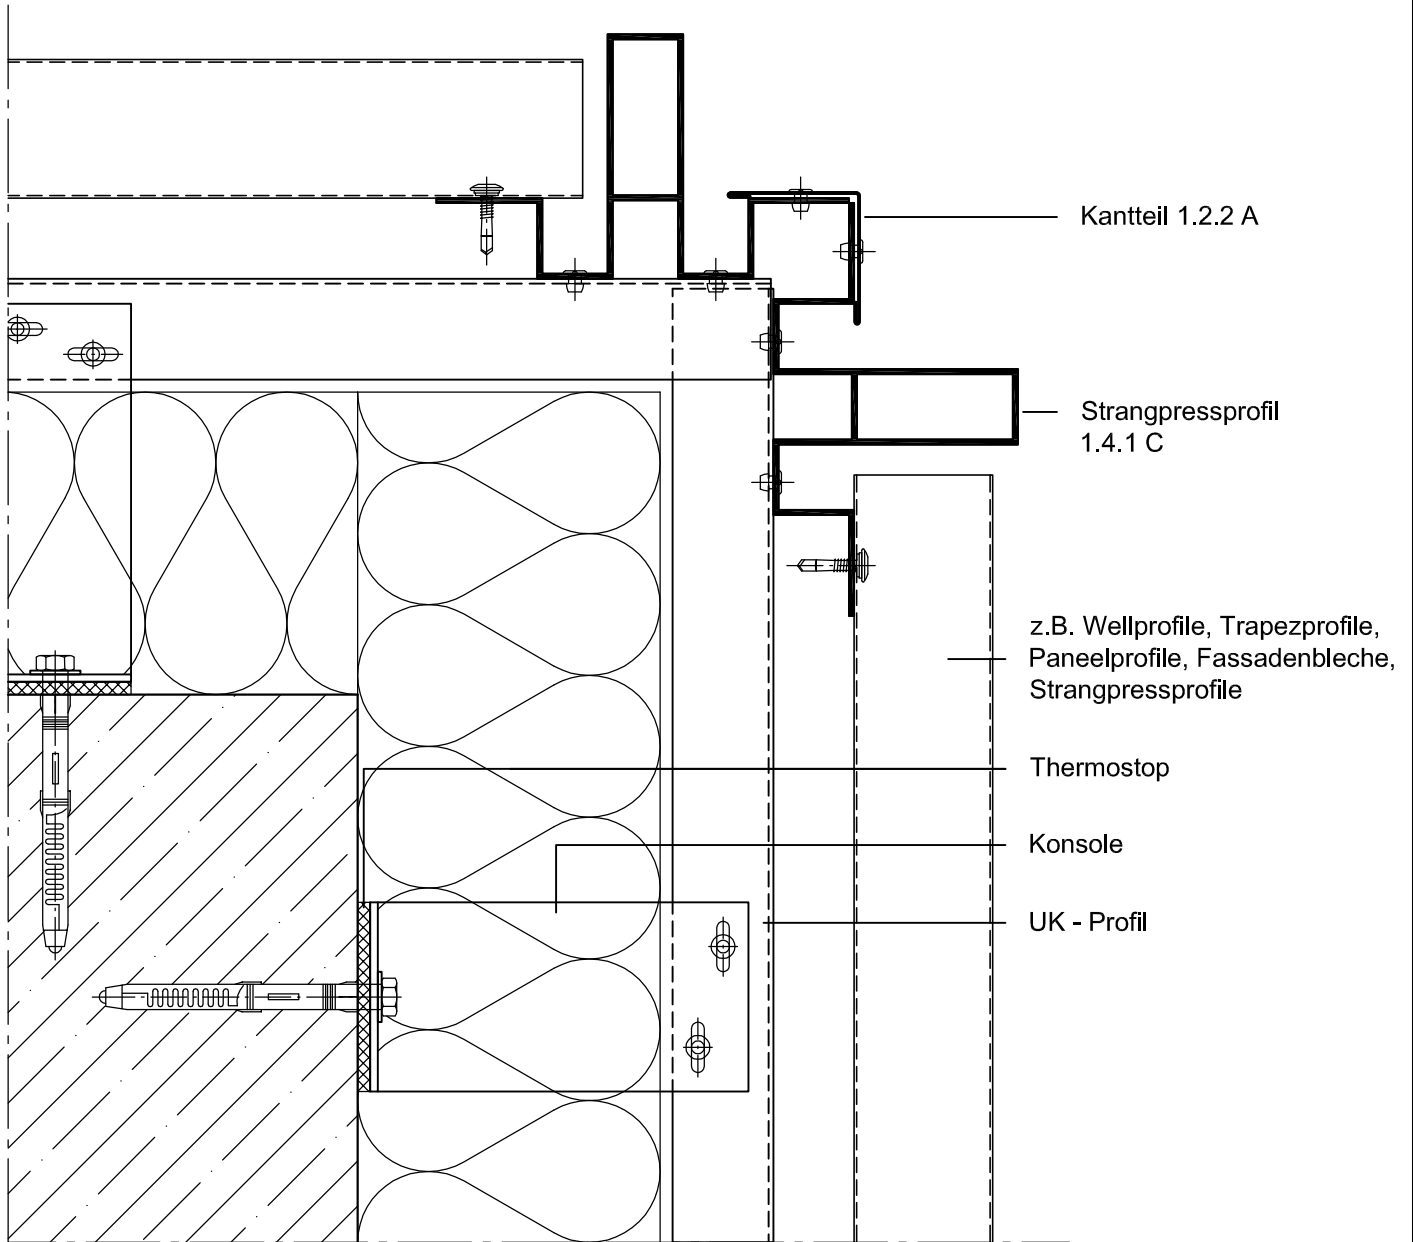 Kantteil 1.2.2 A
Strangpressprofil
1.4.1 C
z.B. Wellprofile, Trapezprofile,
Paneelprofile, Fassadenbleche,
Strangpressprofile
Thermostop
Konsole
UK - Profil